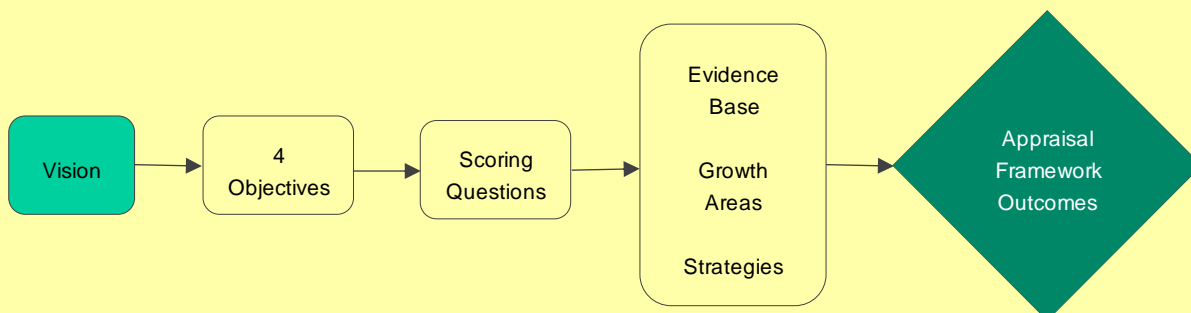 Vision
4
Objectives
Scoring
Questions
Evidence
Base
Growth
Areas
Strategies
Appraisal
Framework
Outcomes